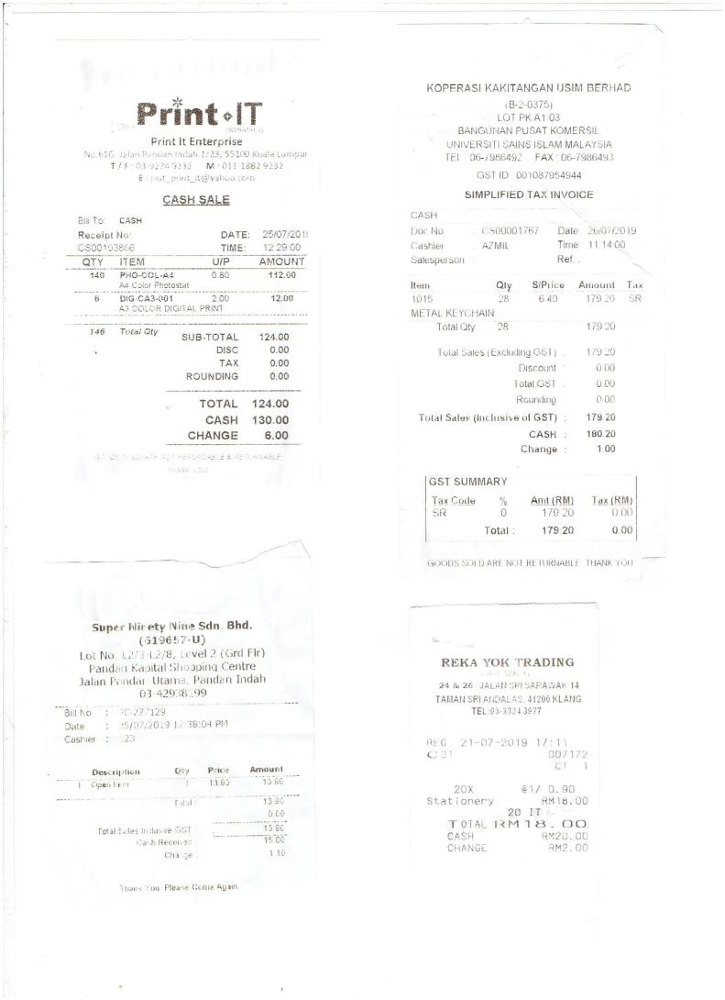 Print IT
Print It Enterprise
No.61G, Jalan Pandan Indah 1/23, 55100 Kuala Lumpur
T / F : 03-9274 9232 M : 011-1882 9232
E : just_print_it@yahoo.com
CASH SALE
Bill To: CASH
Receipt No: DATE: 25/07/201
CS00103866 TIME: 12:29:00
QTY ITEM U/P AMOUNT
140 PHO-COL-A4 0.80 112.00
A4 Color Photostat
6 DIG-CA3-001 2.00 12.00
A3 COLOR DIGITAL PRINT
146 Total Qty
SUB-TOTAL 124.00
DISC 0.00
TAX 0.00
ROUNDING 0.00
TOTAL 124.00
CASH 130.00
CHANGE 6.00
GOODS SOLD ARE NOT REFUNDABLE & RETURNABLE
THANK YOU
KOPERASI KAKITANGAN USIM BERHAD
(B-2-0375)
LOT PK A1 03
BANGUNAN PUSAT KOMERSIL
UNIVERSITI SAINS ISLAM MALAYSIA
TEL 06-7986492 FAX 06-7986493
GST ID : 001087954944
SIMPLIFIED TAX INVOICE
CASH
Doc No : CS00001767 Date: 26/07/2019
Cashier : AZMIL Time: 11:14:00
Salesperson : Ref. :
Item Qty S/Price Amount Tax
1015 28 6.40 179.20 SR
METAL KEYCHAIN
Total Qty : 28 179.20
Total Sales (Excluding GST) : 179.20
Discount : 0.00
Total GST : 0.00
Rounding : 0.00
Total Sales (Inclusive of GST) : 179.20
CASH : 180.20
Change : 1.00
GST SUMMARY
Tax Code % Amt (RM) Tax (RM)
SR 0 179.20 0.00
Total : 179.20 0.00
GOODS SOLD ARE NOT RETURNABLE. THANK YOU
Super Ninety Nine Sdn. Bhd.
(519657-U)
Lot No. L2/3-L2/8, Level 2 (Grd Flr)
Pandan Kapital Shopping Centre
Jalan Pandan Utama, Pandan Indah
Bill No :
Date : 25/07/2019 12:38:04 PM
Cashier : 123
Description Qty Price Amount
1 Open Item 1 13.90 13.90
Total : 13.90
0.00
Total Sales Inclusive GST : 13.90
Cash Received : 15.00
Change : 1.10
Thank You. Please Come Again.
REKA YOK TRADING
24 & 26 JALAN SRI SARAWAK 14
TAMAN SRI ANDALAS, 41200 KLANG
TEL:03-3324 3977
REG 21-07-2019 17:11
C:01 007172
CT 1
20X @1/ 0.90
Stationery RM18.00
20 IT
TOTAL RM18.00
CASH RM20.00
CHANGE RM2.00